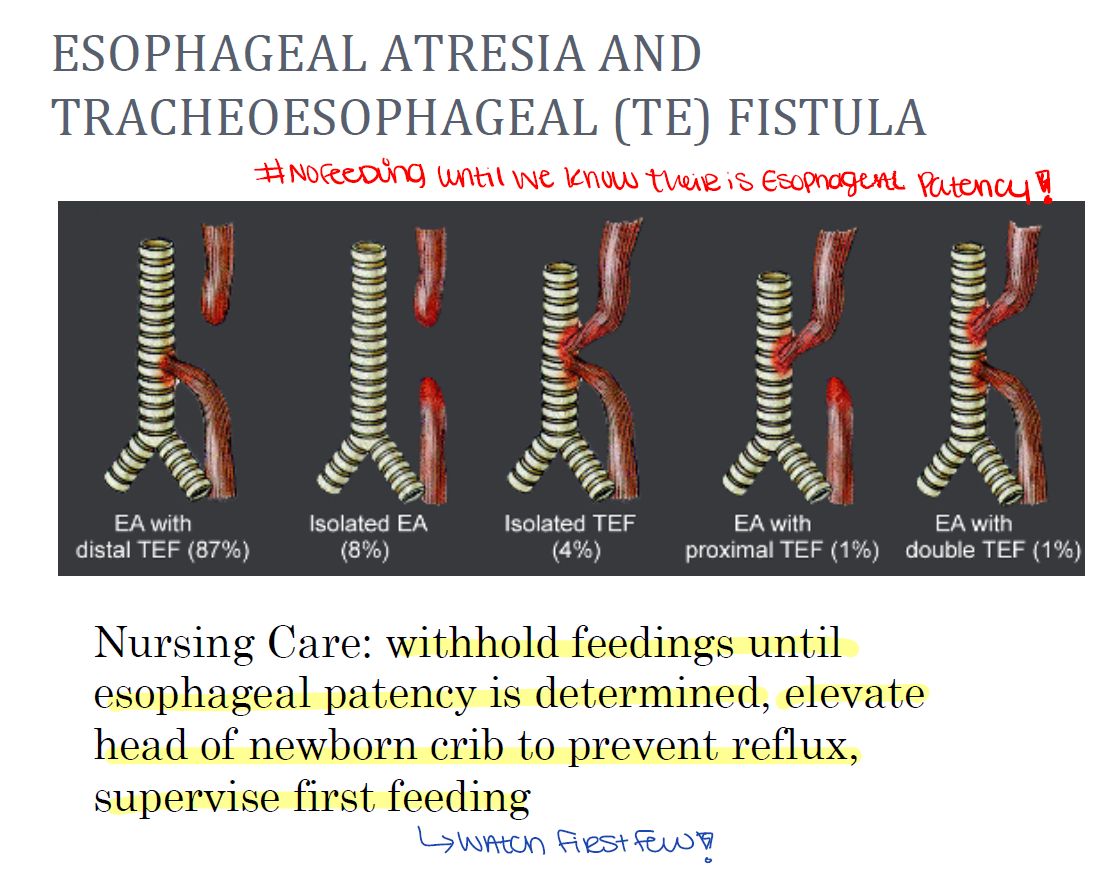 ESOPHAGEAL ATRESIA AND
TRACHEOESOPHAGEAL (TE) FISTULA
#NOFEEDING UNTIL WE KNOW THEIR IS ESOPHAGEAL PATENCY!
EA with
distal TEF (87%)
Isolated EA
(8%)
Isolated TEF
(4%)
EA with
proximal TEF (1%)
EA with
double TEF (1%)
Nursing Care: withhold feedings until
esophageal patency is determined, elevate
head of newborn crib to prevent reflux,
supervise first feeding
↳WATCH FIRST FEW!